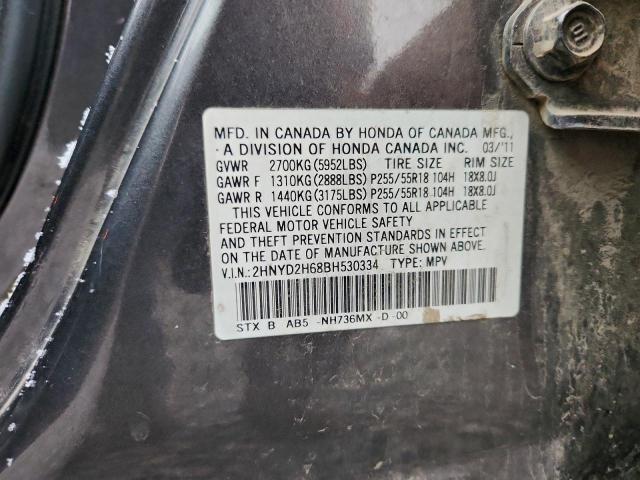 MFD. IN CANADA BY HONDA OF CANADA MFG.,
A DIVISION OF HONDA CANADA INC. 03/'11
GVWR 2700KG(5952LBS) TIRE SIZE RIM SIZE
GAWR F 1310KG(2888LBS) P255/55R18 104H 18X8.0J
GAWR R 1440KG(3175LBS) P255/55R18 104H 18X8.0J
THIS VEHICLE CONFORMS TO ALL APPLICABLE
FEDERAL MOTOR VEHICLE SAFETY
AND THEFT PREVENTION STANDARDS IN EFFECT
ON THE DATE OF MANUFACTURE SHOWN ABOVE.
V.I.N.:2HNYD2H68BH530334 TYPE: MPV
STX B AB5 -NH736MX -D-00